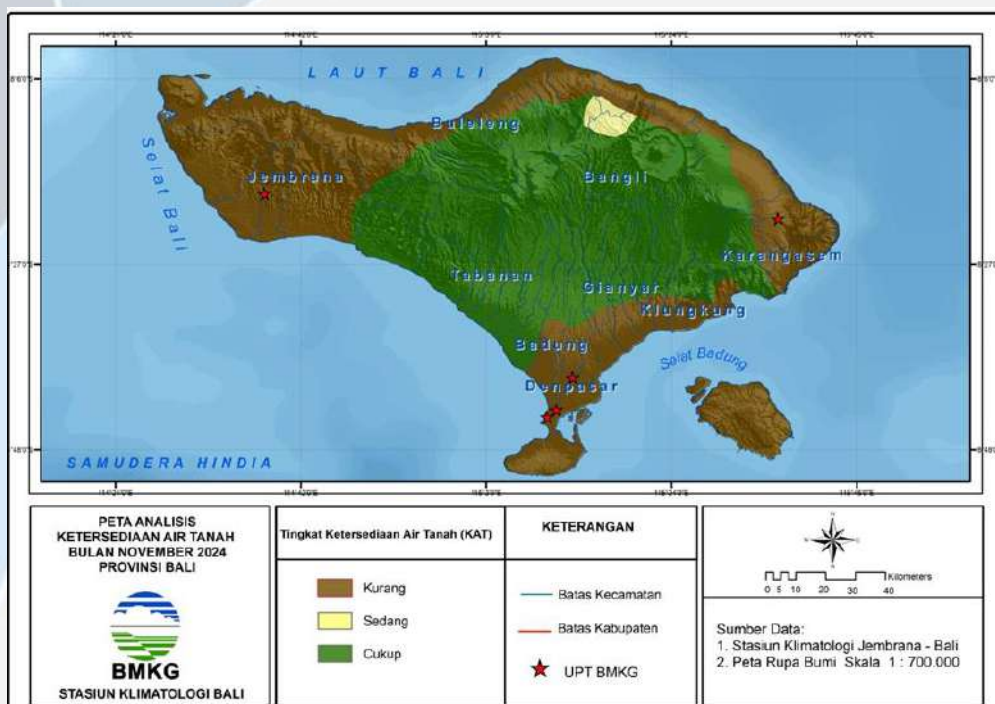 LAUT BALI
Selat Bali
Buleleng
Jembrana
Bangli
Karangasem
Tabanan
Gianyar
Klungkung
Badung
Selat Badung
Denpasar
SAMUDERA HINDIA
PETA ANALISIS
KETERSEDIAAN AIR TANAH
BULAN NOVEMBER 2024
PROVINSI BALI
BMKG
STASIUN KLIMATOLOGI BALI
Tingkat Ketersediaan Air Tanah (KAT)
Kurang
Sedang
Cukup
KETERANGAN
Batas Kecamatan
Batas Kabupaten
UPT BMKG
N
Kilometers
0 5 10 20 30 40
Sumber Data:
1. Stasiun Klimatologi Jembrana - Bali
2. Peta Rupa Bumi Skala 1 : 700.000